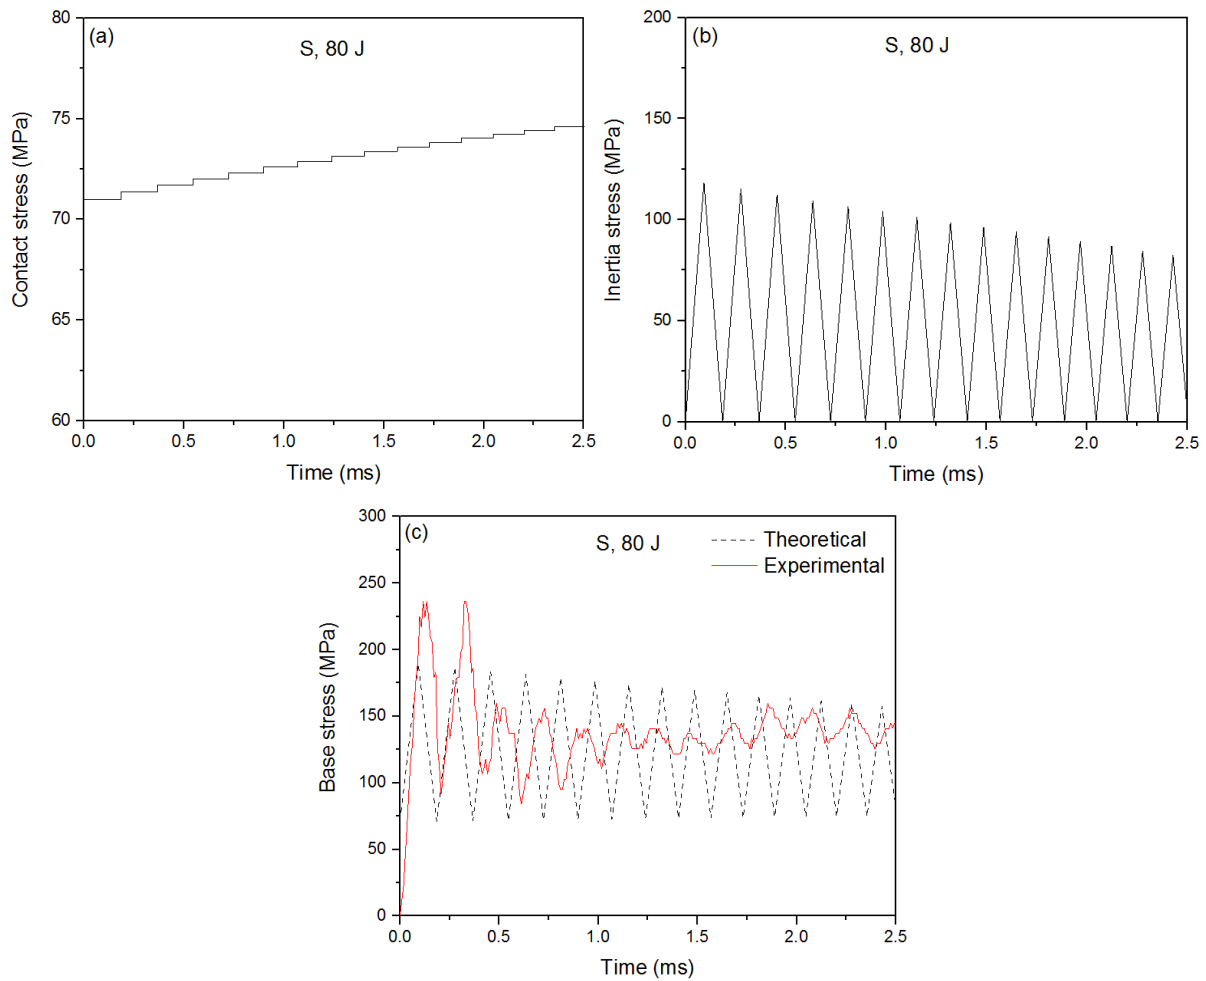 (a)
S, 80 J
80
75
70
65
60
Contact stress (MPa)
0.0 0.5 1.0 1.5 2.0 2.5
Time (ms)
(b)
S, 80 J
200
150
100
50
0
Inertia stress (MPa)
0.0 0.5 1.0 1.5 2.0 2.5
Time (ms)
(c)
S, 80 J
Theoretical
Experimental
300
250
200
150
100
50
0
Base stress (MPa)
0.0 0.5 1.0 1.5 2.0 2.5
Time (ms)